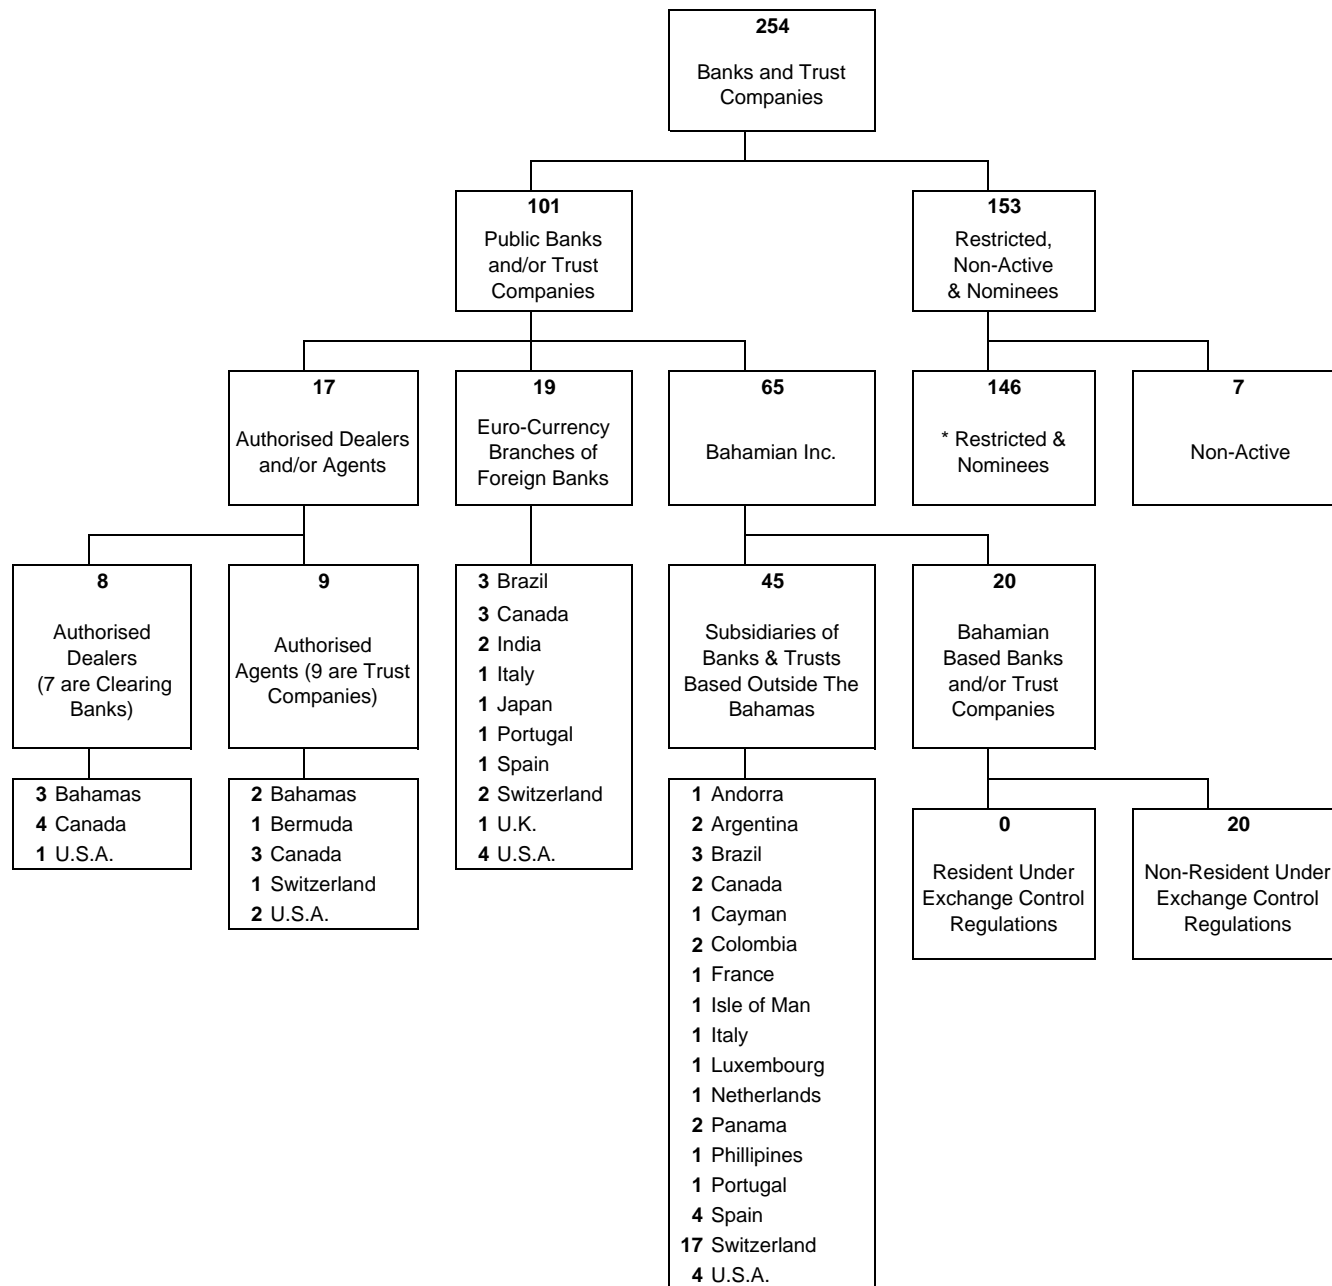 254
Banks and Trust
Companies
101
Public Banks
and/or Trust
Companies
153
Restricted,
Non-Active
& Nominees
17
Authorised Dealers
and/or Agents
19
Euro-Currency
Branches of
Foreign Banks
65
Bahamian Inc.
146
* Restricted &
Nominees
7
Non-Active
8
Authorised
Dealers
(7 are Clearing
Banks)
9
Authorised
Agents (9 are Trust
Companies)
3 Brazil
3 Canada
2 India
1 Italy
1 Japan
1 Portugal
1 Spain
2 Switzerland
1 U.K.
4 U.S.A.
45
Subsidiaries of
Banks & Trusts
Based Outside The
Bahamas
20
Bahamian
Based Banks
and/or Trust
Companies
3 Bahamas
4 Canada
1 U.S.A.
2 Bahamas
1 Bermuda
3 Canada
1 Switzerland
2 U.S.A.
1 Andorra
2 Argentina
3 Brazil
2 Canada
1 Cayman
2 Colombia
1 France
1 Isle of Man
1 Italy
1 Luxembourg
1 Netherlands
2 Panama
1 Phillipines
1 Portugal
4 Spain
17 Switzerland
4 U.S.A.
0
Resident Under
Exchange Control
Regulations
20
Non-Resident Under
Exchange Control
Regulations